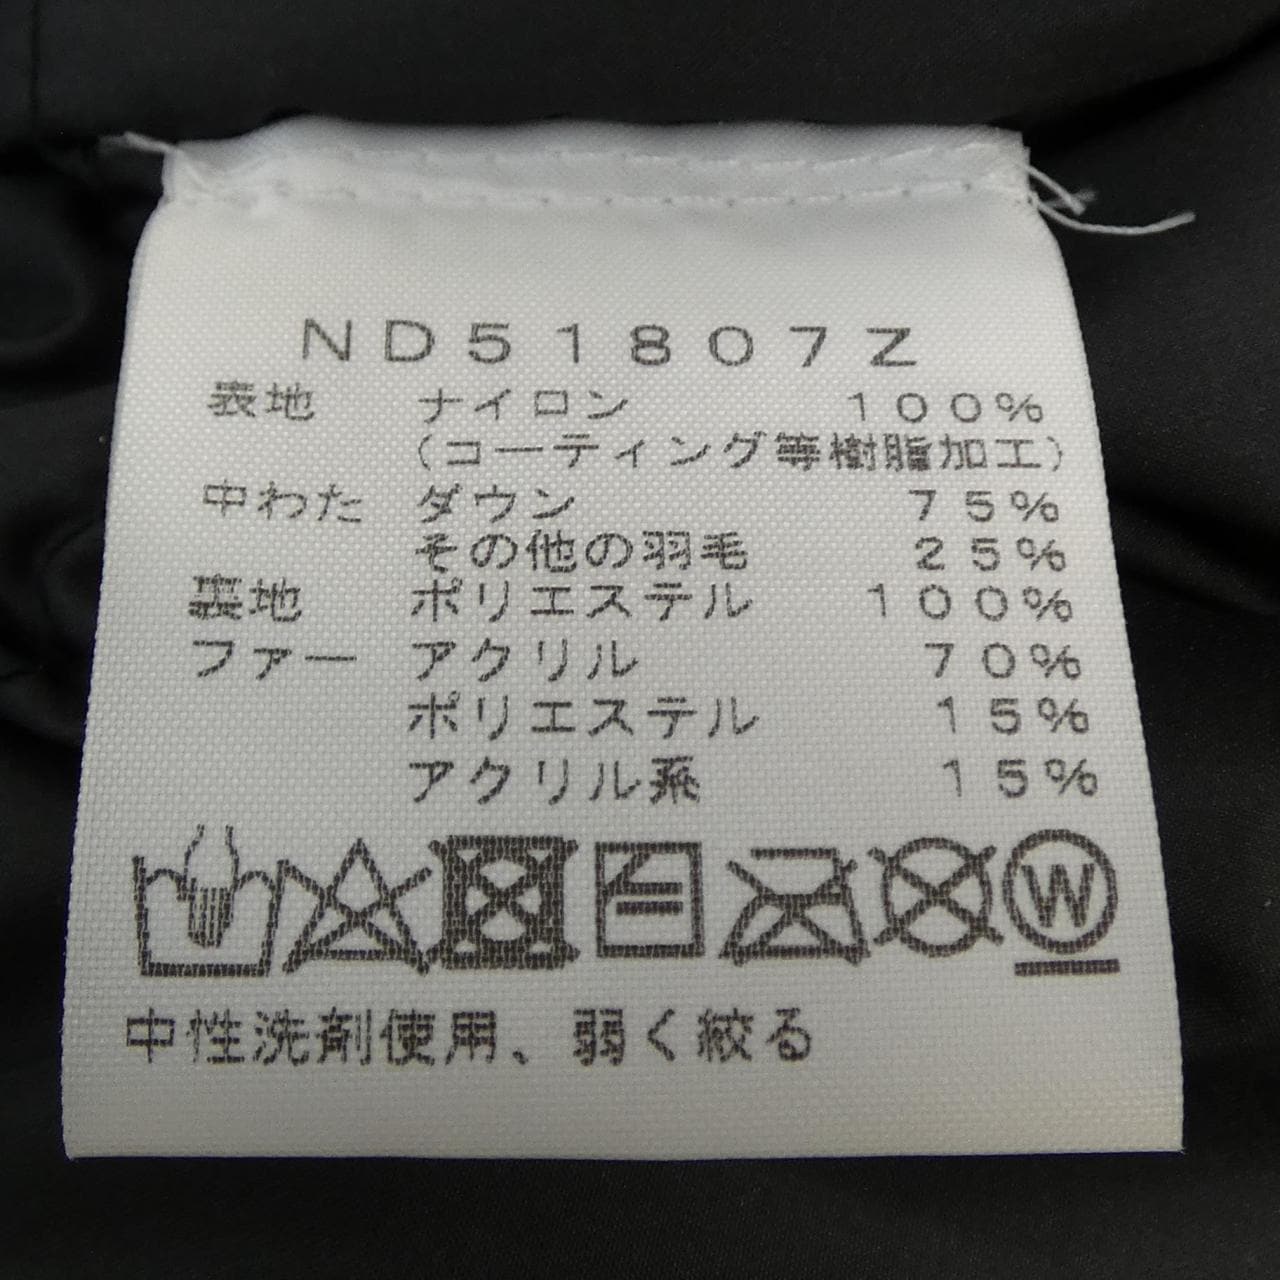 ND51807Z
表地 ナイロン 100%
(コーティング等樹脂加工)
中わた ダウン 75%
その他の羽毛 25%
裏地 ポリエステル 100%
ファー アクリル 70%
ポリエステル 15%
アクリル系 15%
W
中性洗剤使用、弱く絞る